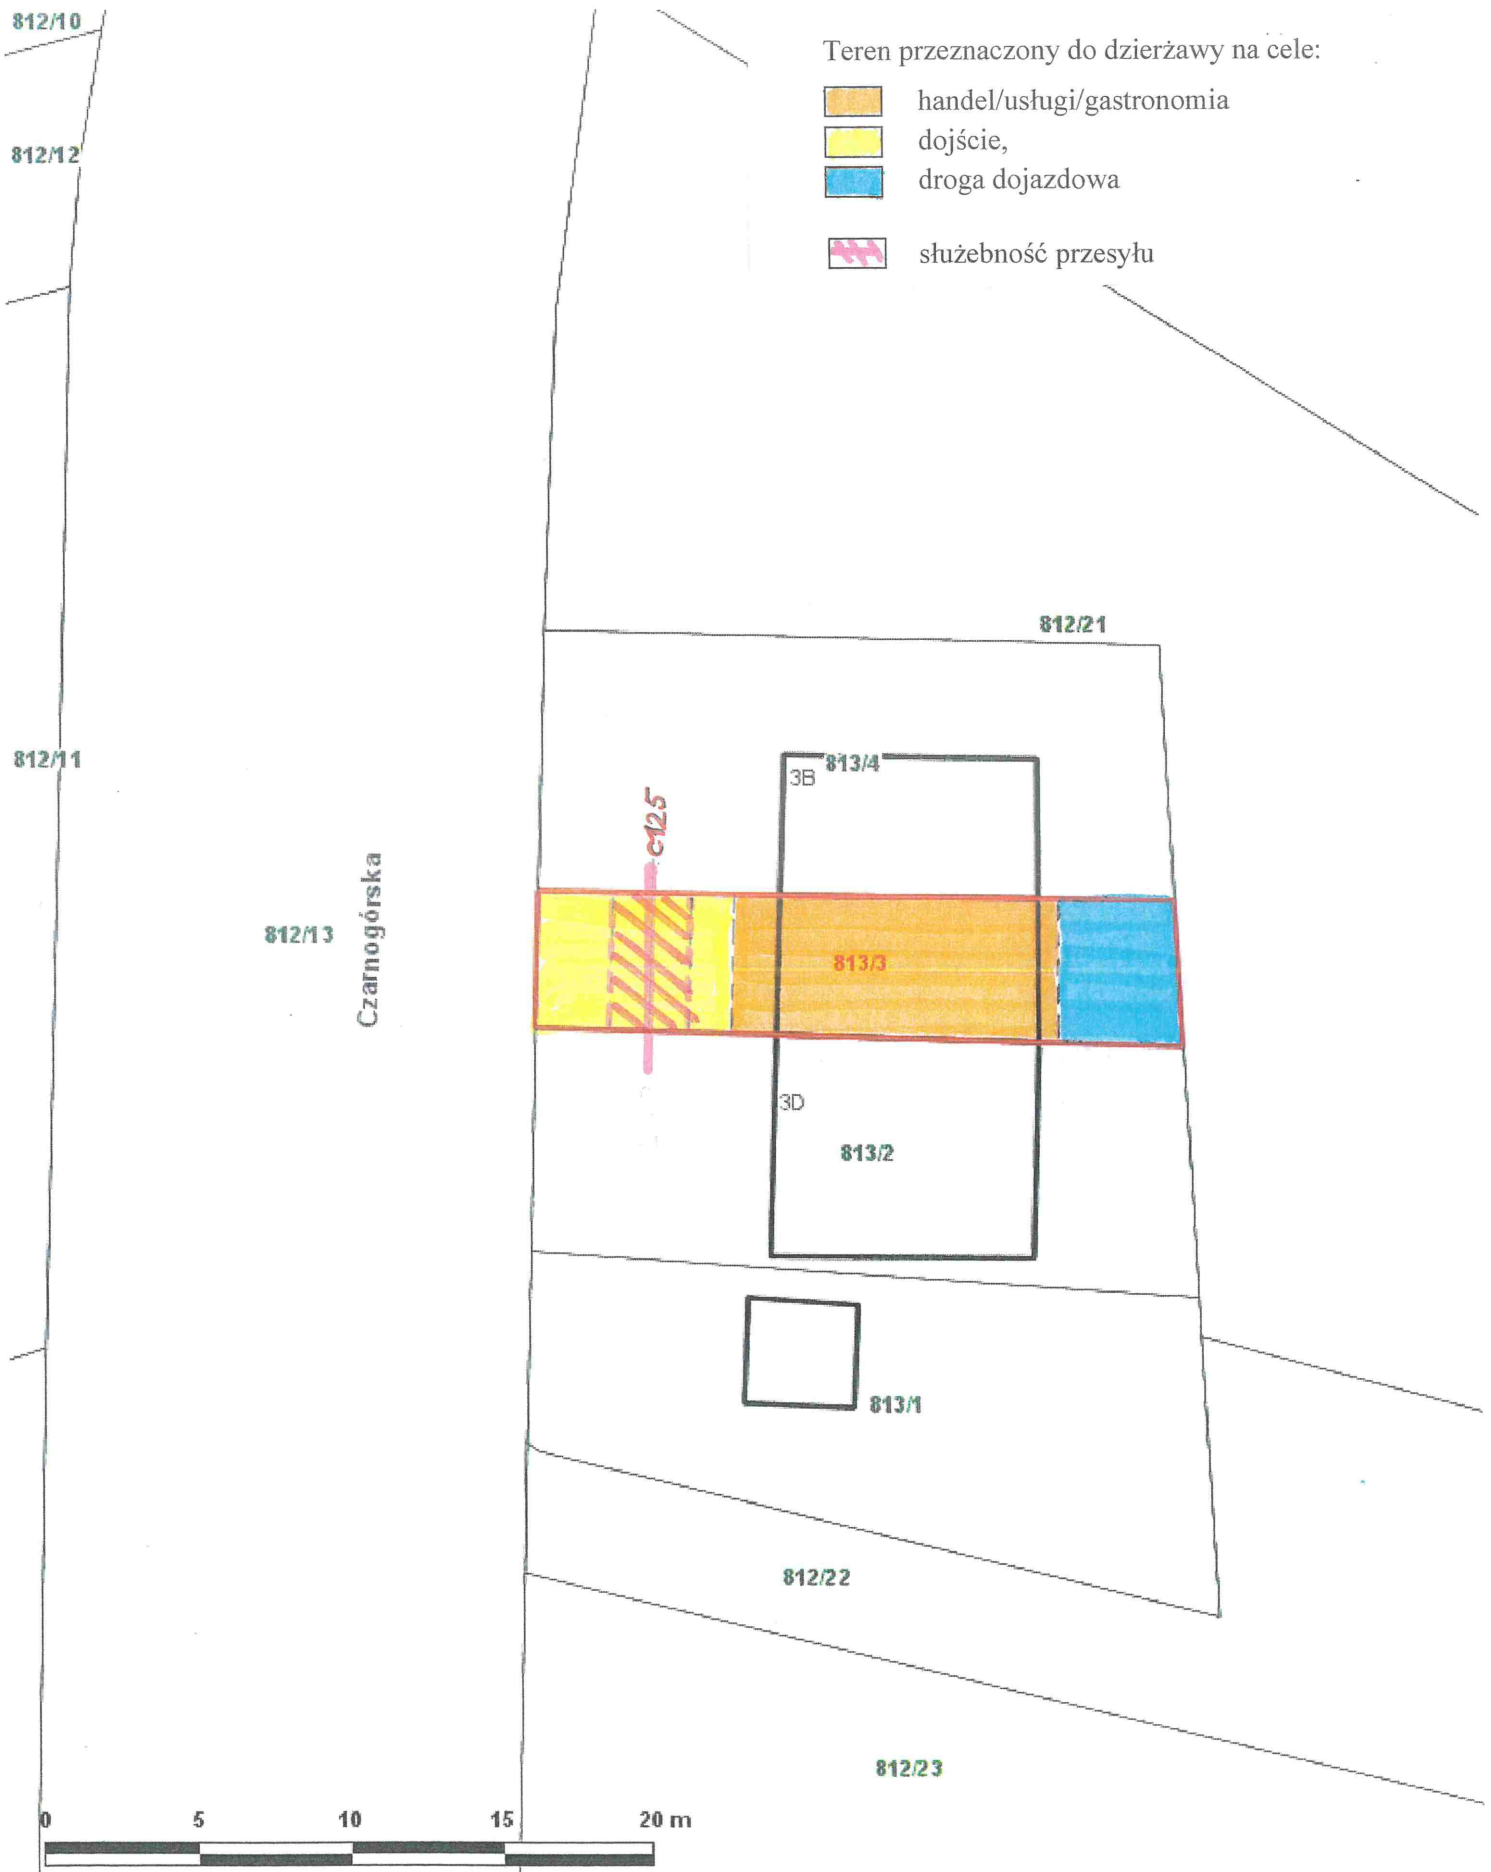 812/10
Teren przeznaczony do dzierżawy na cele:
handel/usługi/gastronomia
dojście,
droga dojazdowa
służebność przesyłu
812/12
812/21
812/11
813/4
3B
c125
Czarnogórska
812/13
813/3
3D
813/2
813/1
812/22
812/23
0 5 10 15 20 m